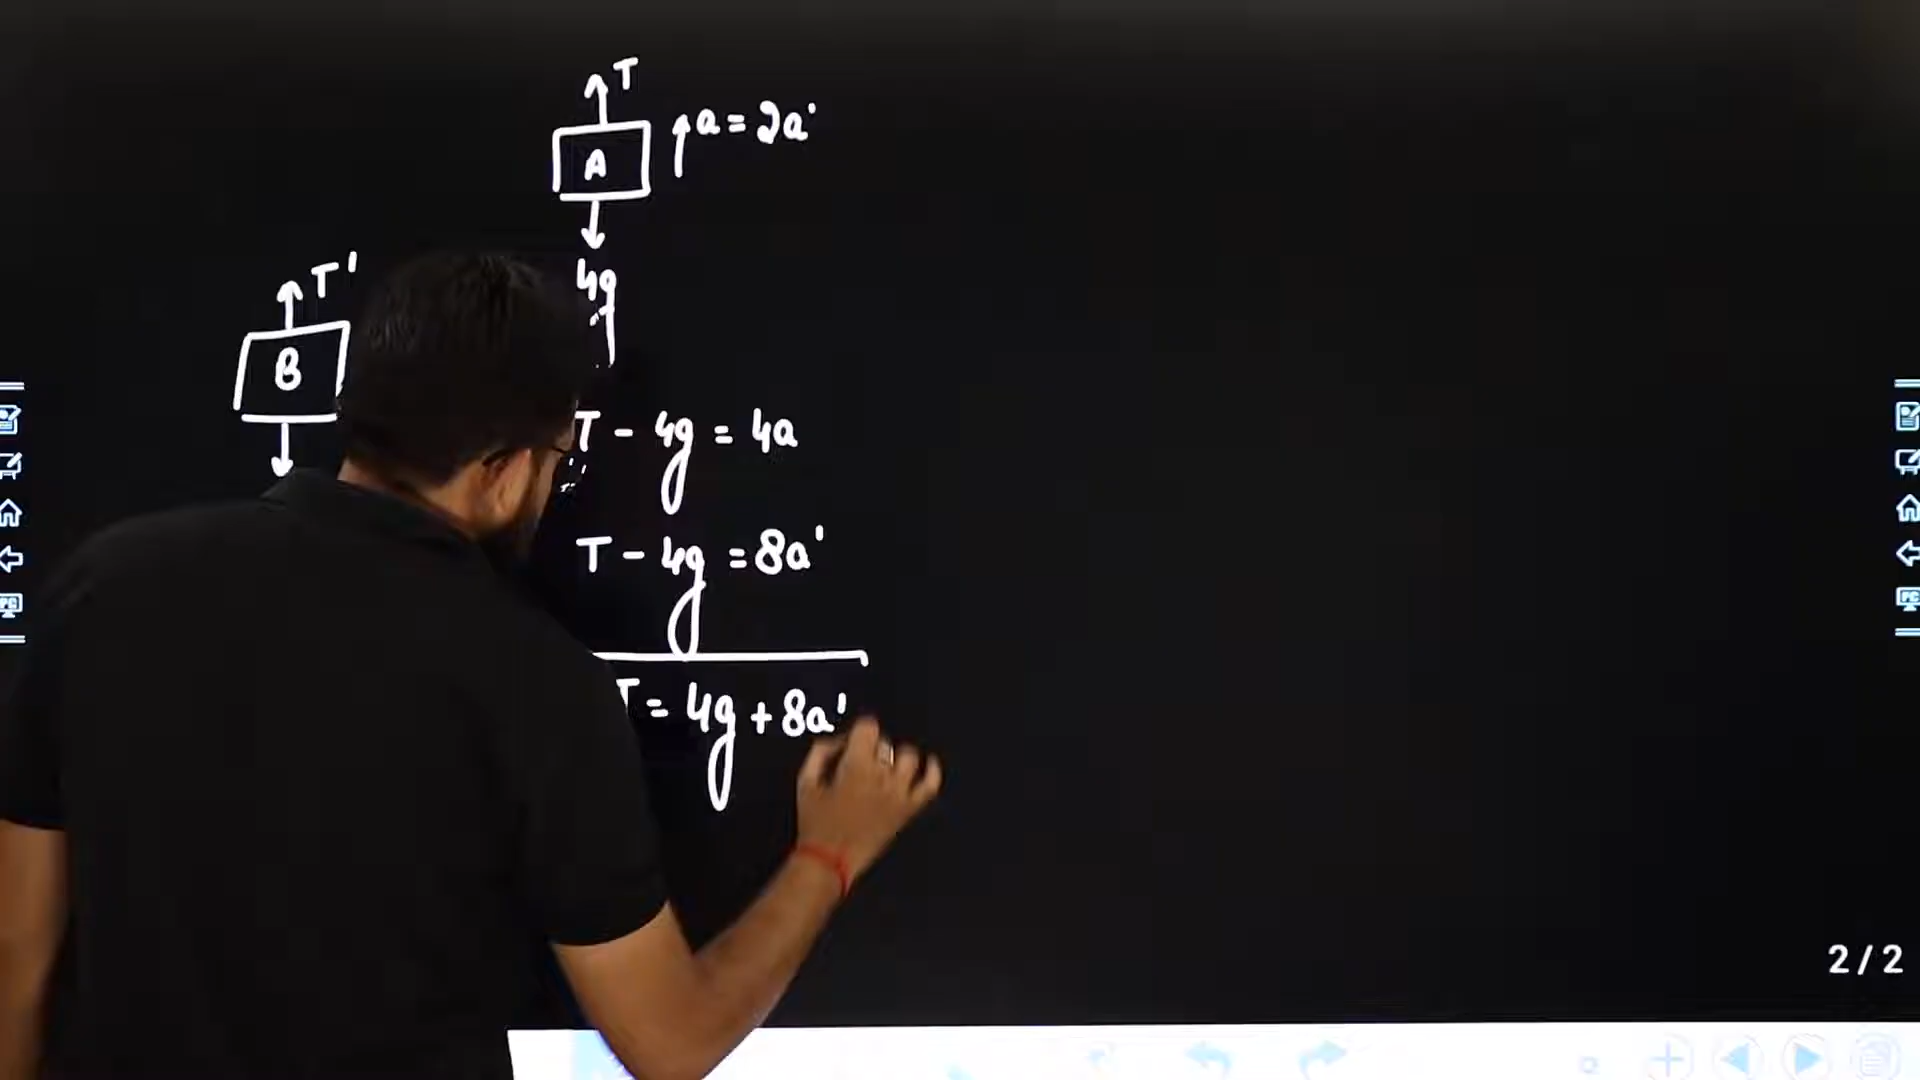 T
A
a = 2a'
4g
T'
B
T - 4g = 4a
T - 4g = 8a'
T = 4g + 8a'
2/2